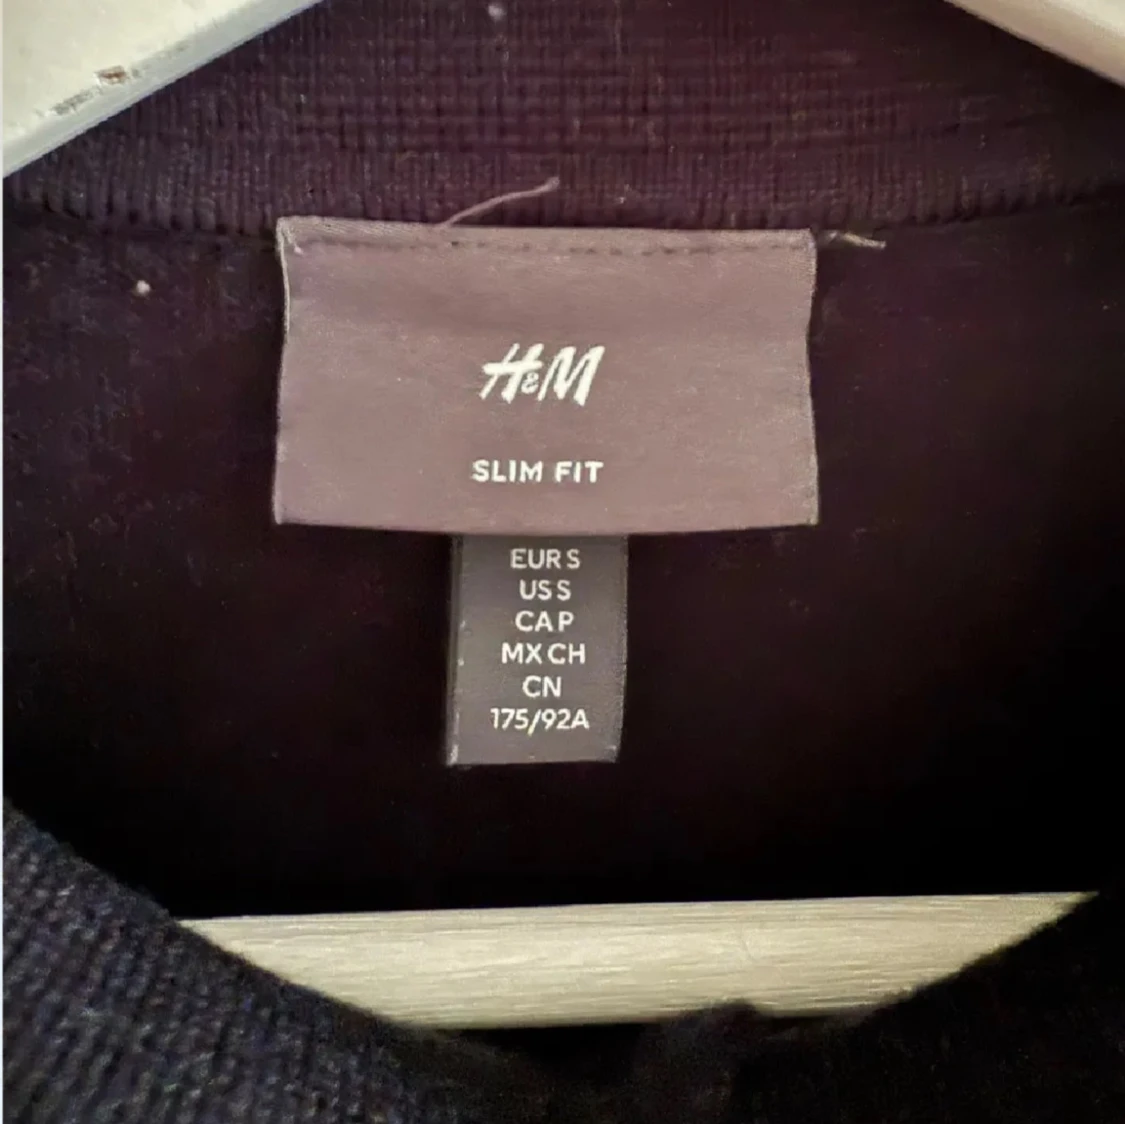 H&M
SLIM FIT
EUR S
US S
CA P
MX CH
CN
175/92A